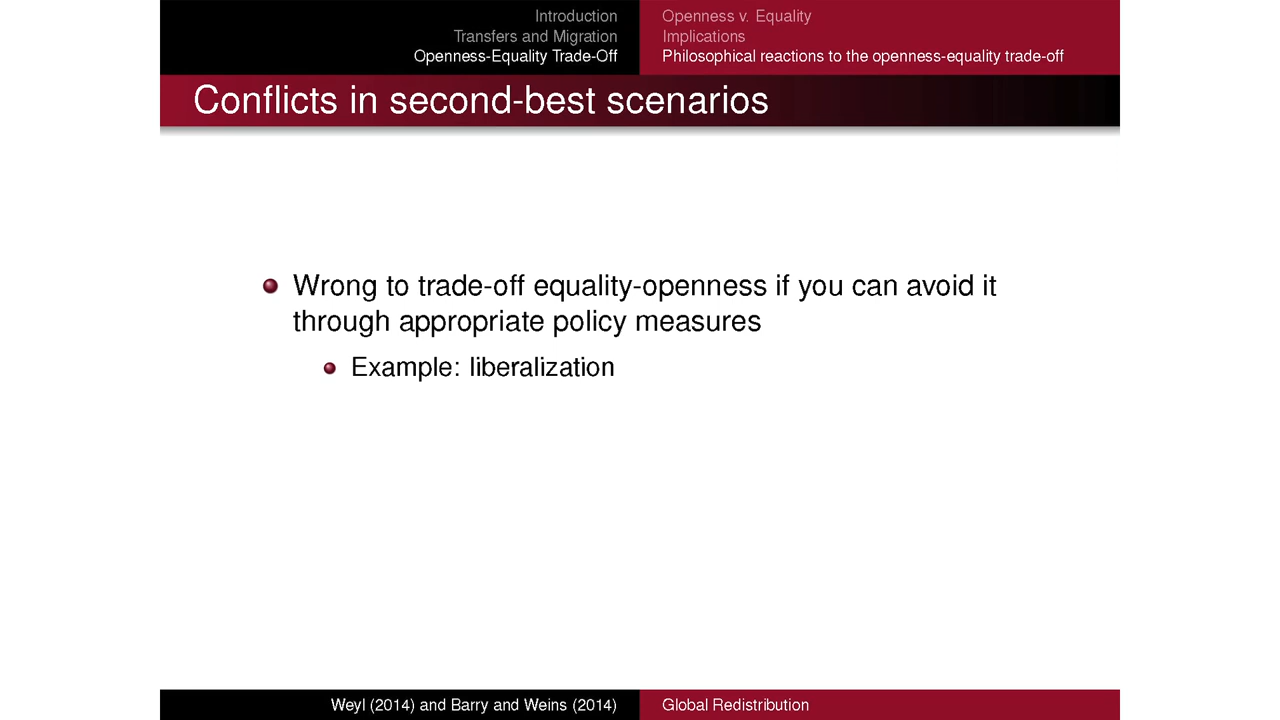 Introduction
Transfers and Migration
Openness-Equality Trade-Off
Openness v. Equality
Implications
Philosophical reactions to the openness-equality trade-off
Conflicts in second-best scenarios
Wrong to trade-off equality-openness if you can avoid it
through appropriate policy measures
Example: liberalization
Weyl (2014) and Barry and Weins (2014)
Global Redistribution